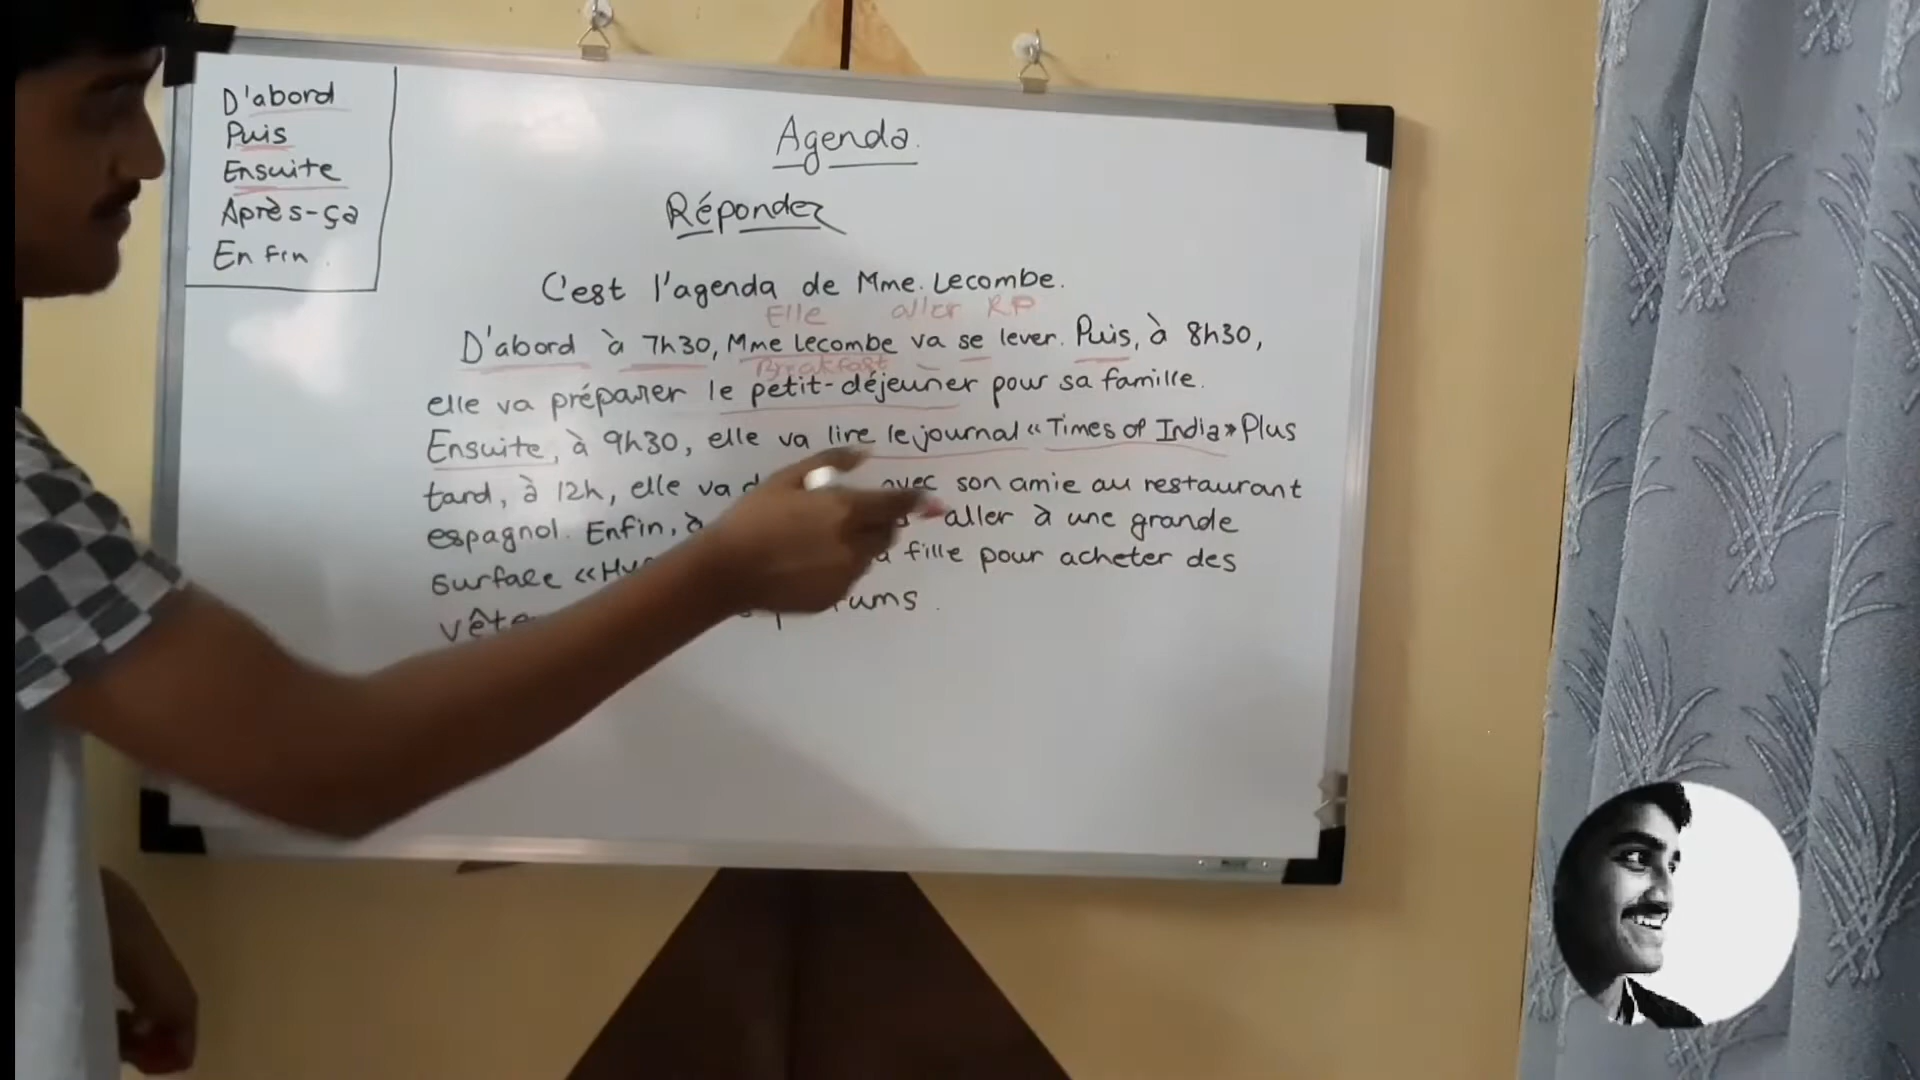 D'abord
Puis
Ensuite
Après-ça
En fin.
Agenda.
Réponder
C'est l'agenda de Mme. Lecombe.
Elle aller RP
D'abord à 7h30, Mme Lecombe va se lever. Puis, à 8h30,
Breakfast
elle va préparer le petit-déjeuner pour sa famille.
Ensuite, à 9h30, elle va lire le journal «Times of India» Plus
tard, à 12h, elle va avec son amie au restaurant
espagnol. Enfin, à aller à une grande
surface « fille pour acheter des